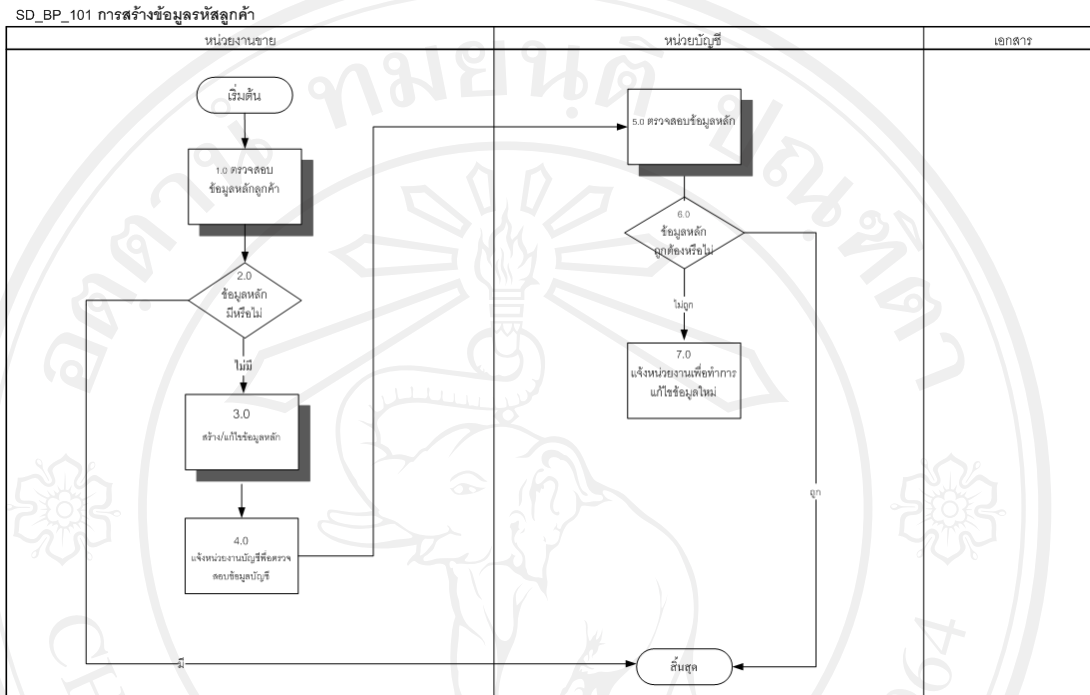 SD_BP_101 การสร้างข้อมูลรหัสลูกค้า
หน่วยงานขาย
หน่วยบัญชี
เอกสาร
เริ่มต้น
1.0 ตรวจสอบ
ข้อมูลหลักลูกค้า
2.0
ข้อมูลหลัก
มีหรือไม่
ไม่มี
3.0
สร้าง/แก้ไขข้อมูลหลัก
4.0
แจ้งหน่วยงานบัญชีพื่อตรวจ
สอบข้อมูลบัญชี
มี
5.0 ตรวจสอบข้อมูลหลัก
6.0
ข้อมูลหลัก
ถูกต้องหรือไม่
ไม่ถูก
7.0
แจ้งหน่วยงานเพื่อทำการ
แก้ไขข้อมูลใหม่
ถูก
สิ้นสุด